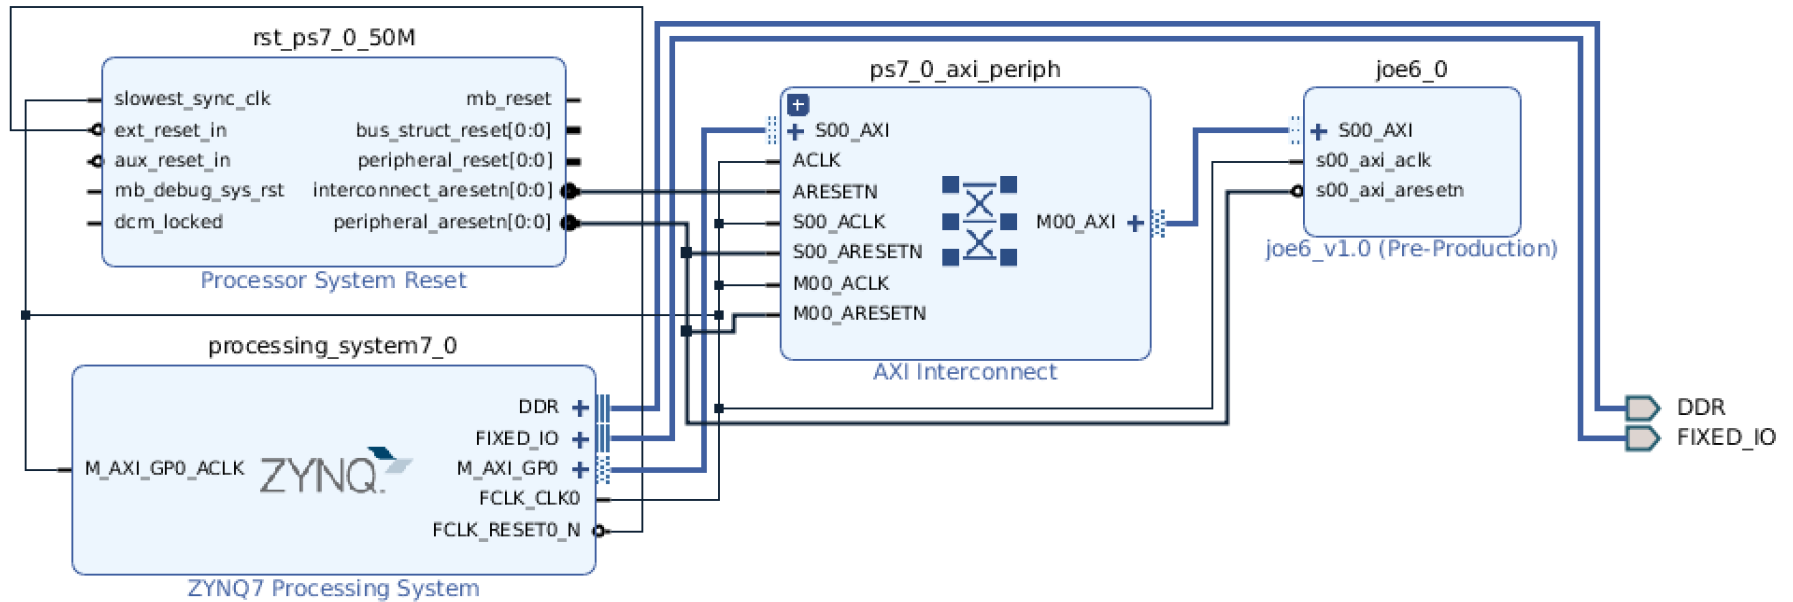 rst_ps7_0_50M
slowest_sync_clk
mb_reset
ext_reset_in
bus_struct_reset[0:0]
aux_reset_in
peripheral_reset[0:0]
mb_debug_sys_rst
interconnect_aresetn[0:0]
dcm_locked
peripheral_aresetn[0:0]
Processor System Reset
processing_system7_0
DDR
FIXED_IO
M_AXI_GP0_ACLK
ZYNQ.
M_AXI_GP0
FCLK_CLK0
FCLK_RESET0_N
ZYNQ7 Processing System
ps7_0_axi_periph
S00_AXI
ACLK
ARESETN
S00_ACLK
M00_AXI
S00_ARESETN
M00_ACLK
M00_ARESETN
AXI Interconnect
joe6_0
S00_AXI
s00_axi_aclk
s00_axi_aresetn
joe6_v1.0 (Pre-Production)
DDR
FIXED_IO